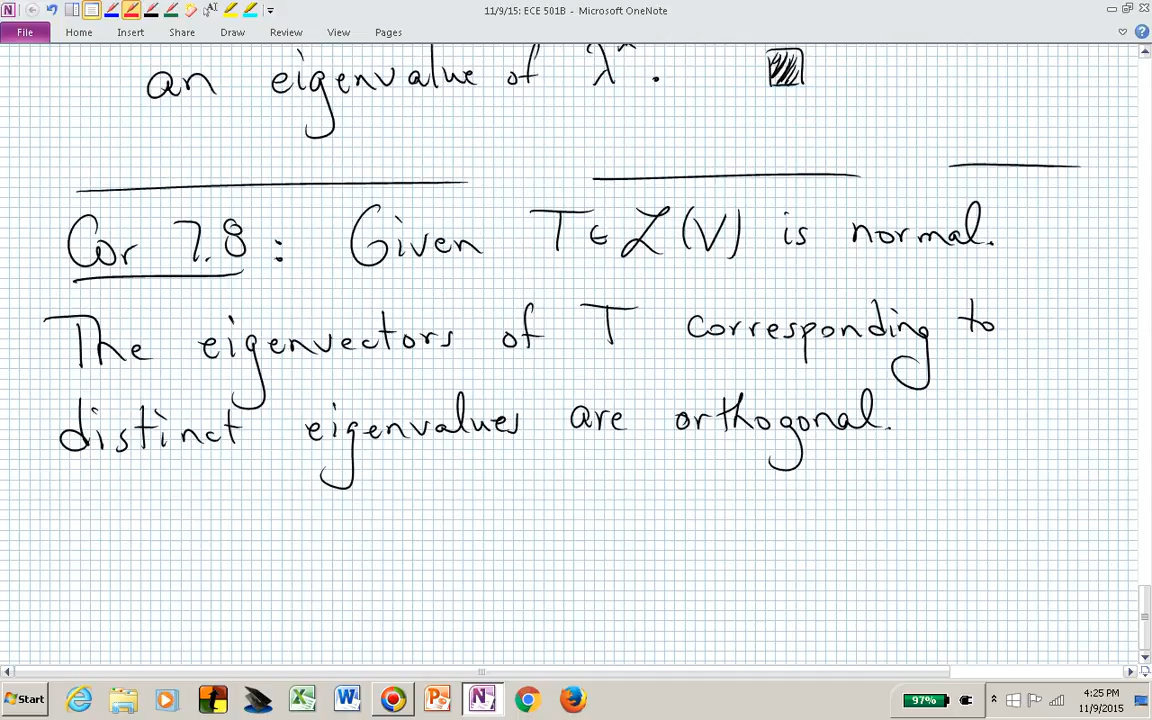 11/9/15: ECE 501B - Microsoft OneNote
File Home Insert Share Draw Review View Pages
an eigenvalue of λ
Cor 7.8 : Given T ∈ ℒ(V) is normal.
The eigenvectors of T corresponding to
distinct eigenvalues are orthogonal.
Start
97%
4:25 PM
11/9/2015